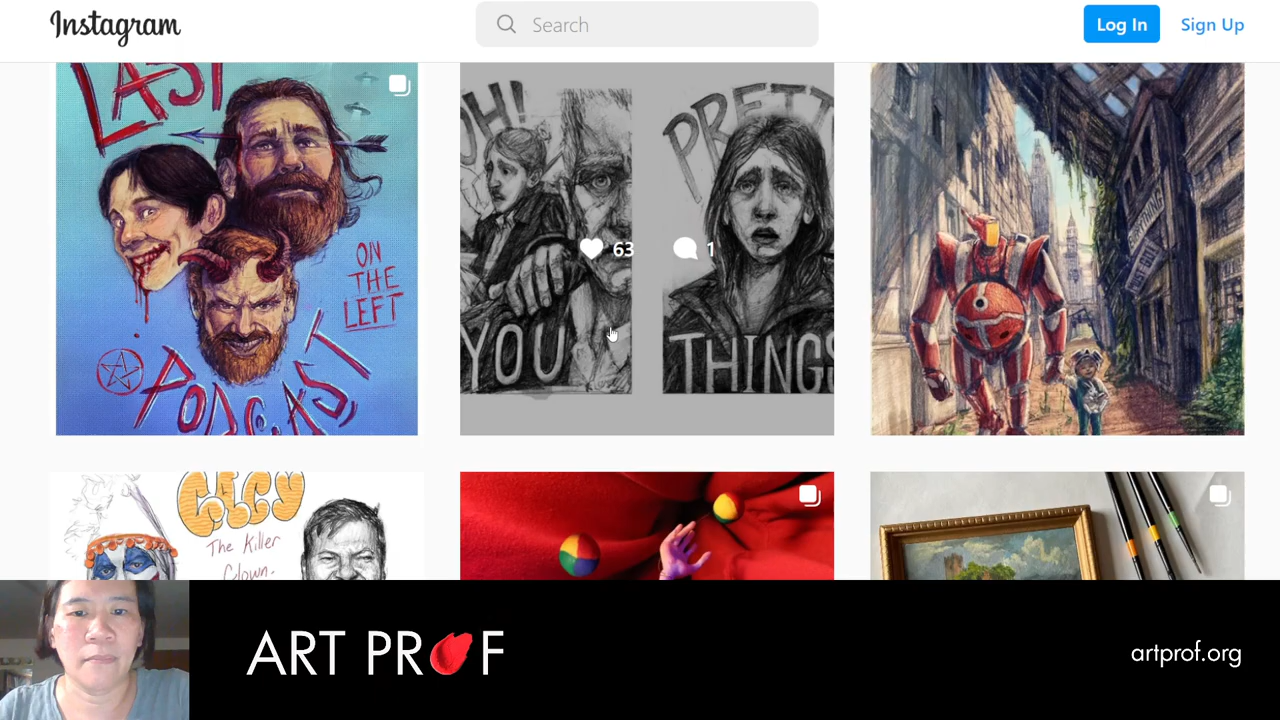 Instagram
Search
Log In
Sign Up
LAST
ON
THE
LEFT
PODCAST
OH!
YOU
63
1
PRETT
THINGS
The Killer
Clown.
ART PROF
artprof.org